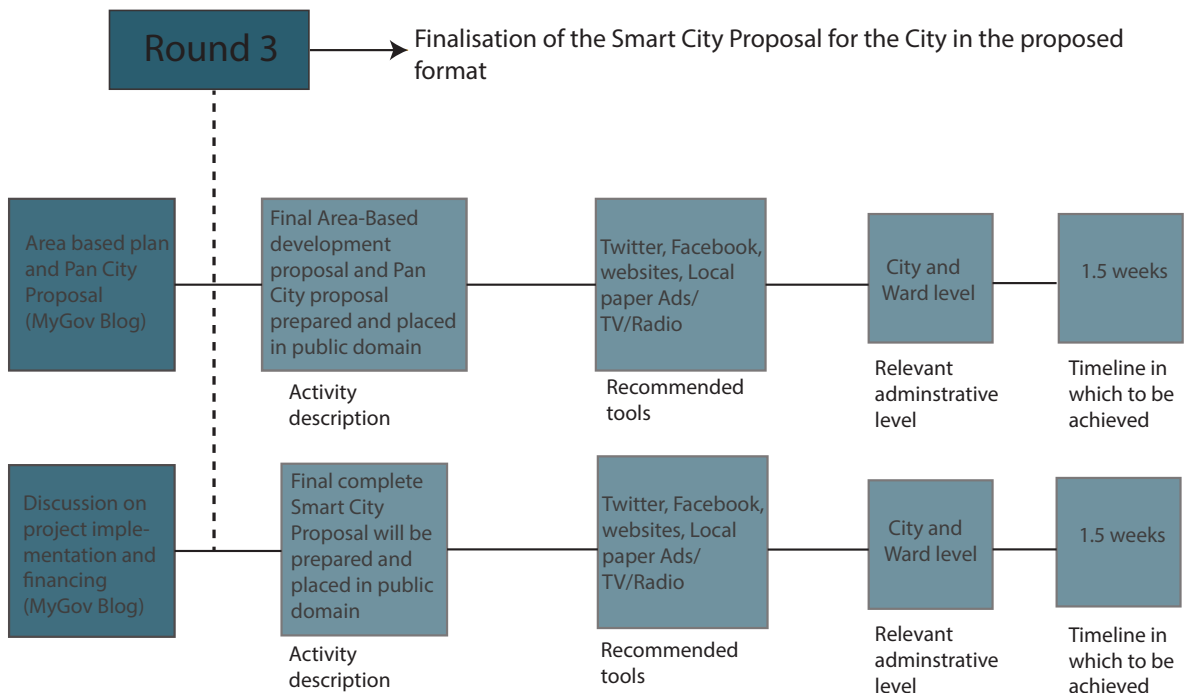 Round 3
Finalisation of the Smart City Proposal for the City in the proposed
format
Area based plan
and Pan City
Proposal
(MyGov Blog)
Final Area-Based
development
proposal and Pan
City proposal
prepared and placed
in public domain
Activity
description
Twitter, Facebook,
websites, Local
paper Ads/
TV/Radio
Recommended
tools
City and
Ward level
Relevant
adminstrative
level
1.5 weeks
Timeline in
which to be
achieved
Discussion on
project imple-
mentation and
financing
(MyGov Blog)
Final complete
Smart City
Proposal will be
prepared and
placed in public
domain
Activity
description
Twitter, Facebook,
websites, Local
paper Ads/
TV/Radio
Recommended
tools
City and
Ward level
Relevant
adminstrative
level
1.5 weeks
Timeline in
which to be
achieved